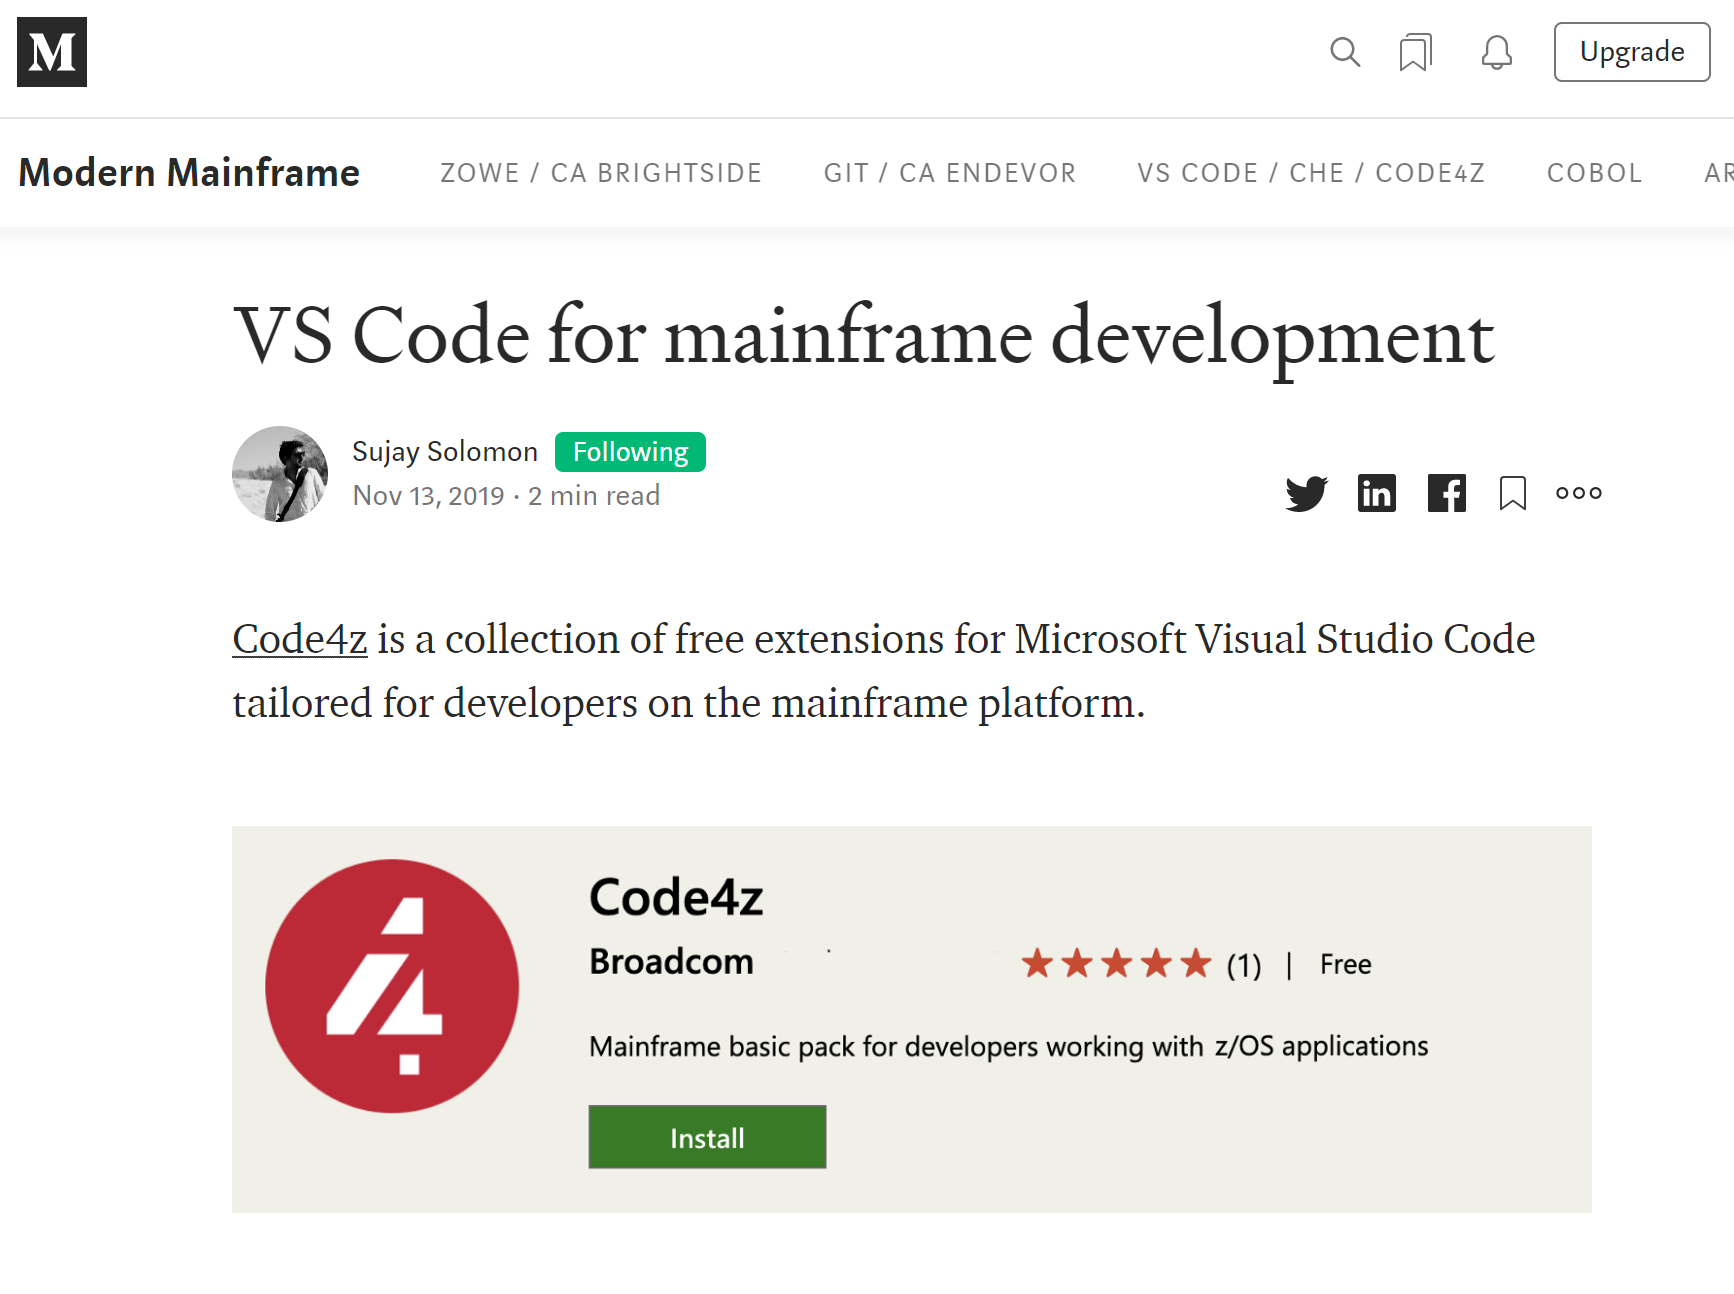 M
Upgrade
Modern Mainframe ZOWE / CA BRIGHTSIDE GIT / CA ENDEVOR VS CODE / CHE / CODE4Z COBOL AR
VS Code for mainframe development
Sujay Solomon Following
Nov 13, 2019 · 2 min read
Code4z is a collection of free extensions for Microsoft Visual Studio Code
tailored for developers on the mainframe platform.
Code4z
Broadcom (1) | Free
Mainframe basic pack for developers working with z/OS applications
Install